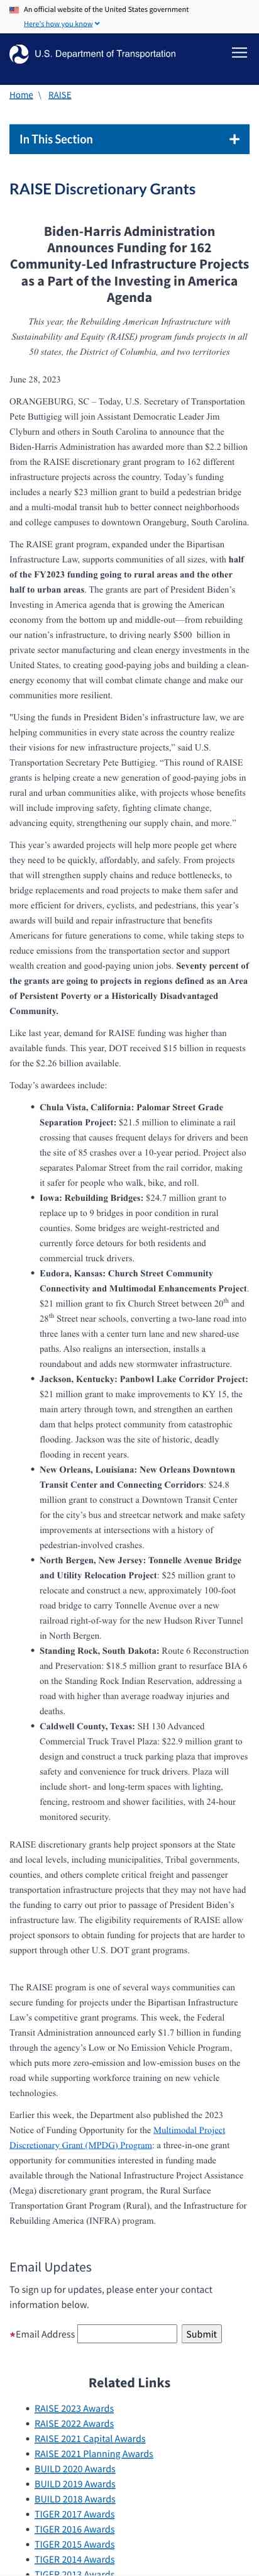 An official website of the United States government
Here's how you know
U.S. Department of Transportation
Home \ RAISE
In This Section
RAISE Discretionary Grants
Biden-Harris Administration
Announces Funding for 162
Community-Led Infrastructure Projects
as a Part of the Investing in America
Agenda
This year, the Rebuilding American Infrastructure with
Sustainability and Equity (RAISE) program funds projects in all
50 states, the District of Columbia, and two territories
June 28, 2023
ORANGEBURG, SC – Today, U.S. Secretary of Transportation
Pete Buttigieg will join Assistant Democratic Leader Jim
Clyburn and others in South Carolina to announce that the
Biden-Harris Administration has awarded more than $2.2 billion
from the RAISE discretionary grant program to 162 different
infrastructure projects across the country. Today's funding
includes a nearly $23 million grant to build a pedestrian bridge
and a multi-modal transit hub to better connect neighborhoods
and college campuses to downtown Orangeburg, South Carolina.
The RAISE grant program, expanded under the Bipartisan
Infrastructure Law, supports communities of all sizes, with half
of the FY2023 funding going to rural areas and the other
half to urban areas. The grants are part of President Biden's
Investing in America agenda that is growing the American
economy from the bottom up and middle-out—from rebuilding
our nation's infrastructure, to driving nearly $500 billion in
private sector manufacturing and clean energy investments in the
United States, to creating good-paying jobs and building a clean-
energy economy that will combat climate change and make our
communities more resilient.
"Using the funds in President Biden's infrastructure law, we are
helping communities in every state across the country realize
their visions for new infrastructure projects," said U.S.
Transportation Secretary Pete Buttigieg. "This round of RAISE
grants is helping create a new generation of good-paying jobs in
rural and urban communities alike, with projects whose benefits
will include improving safety, fighting climate change,
advancing equity, strengthening our supply chain, and more."
This year's awarded projects will help more people get where
they need to be quickly, affordably, and safely. From projects
that will strengthen supply chains and reduce bottlenecks, to
bridge replacements and road projects to make them safer and
more efficient for drivers, cyclists, and pedestrians, this year's
awards will build and repair infrastructure that benefits
Americans for future generations to come, while taking steps to
reduce emissions from the transportation sector and support
wealth creation and good-paying union jobs. Seventy percent of
the grants are going to projects in regions defined as an Area
of Persistent Poverty or a Historically Disadvantaged
Community.
Like last year, demand for RAISE funding was higher than
available funds. This year, DOT received $15 billion in requests
for the $2.26 billion available.
Today's awardees include:
• Chula Vista, California: Palomar Street Grade
Separation Project: $21.5 million to eliminate a rail
crossing that causes frequent delays for drivers and been
the site of 85 crashes over a 10-year period. Project also
separates Palomar Street from the rail corridor, making
it safer for people who walk, bike, and roll.
• Iowa: Rebuilding Bridges: $24.7 million grant to
replace up to 9 bridges in poor condition in rural
counties. Some bridges are weight-restricted and
currently force detours for both residents and
commercial truck drivers.
• Eudora, Kansas: Church Street Community
Connectivity and Multimodal Enhancements Project.
$21 million grant to fix Church Street between 20th and
28th Street near schools, converting a two-lane road into
three lanes with a center turn lane and new shared-use
paths. Also realigns an intersection, installs a
roundabout and adds new stormwater infrastructure.
• Jackson, Kentucky: Panbowl Lake Corridor Project:
$21 million grant to make improvements to KY 15, the
main artery through town, and strengthen an earthen
dam that helps protect community from catastrophic
flooding. Jackson was the site of historic, deadly
flooding in recent years.
• New Orleans, Louisiana: New Orleans Downtown
Transit Center and Connecting Corridors: $24.8
million grant to construct a Downtown Transit Center
for the city's bus and streetcar network and make safety
improvements at intersections with a history of
pedestrian-involved crashes.
• North Bergen, New Jersey: Tonnelle Avenue Bridge
and Utility Relocation Project: $25 million grant to
relocate and construct a new, approximately 100-foot
road bridge to carry Tonnelle Avenue over a new
railroad right-of-way for the new Hudson River Tunnel
in North Bergen.
• Standing Rock, South Dakota: Route 6 Reconstruction
and Preservation: $18.5 million grant to resurface BIA 6
on the Standing Rock Indian Reservation, addressing a
road with higher than average roadway injuries and
deaths.
• Caldwell County, Texas: SH 130 Advanced
Commercial Truck Travel Plaza: $22.9 million grant to
design and construct a truck parking plaza that improves
safety and convenience for truck drivers. Plaza will
include short- and long-term spaces with lighting,
fencing, restroom and shower facilities, with 24-hour
monitored security.
RAISE discretionary grants help project sponsors at the State
and local levels, including municipalities, Tribal governments,
counties, and others complete critical freight and passenger
transportation infrastructure projects that they may not have had
the funding to carry out prior to passage of President Biden's
infrastructure law. The eligibility requirements of RAISE allow
project sponsors to obtain funding for projects that are harder to
support through other U.S. DOT grant programs.
The RAISE program is one of several ways communities can
secure funding for projects under the Bipartisan Infrastructure
Law's competitive grant programs. This week, the Federal
Transit Administration announced early $1.7 billion in funding
through the agency's Low or No Emission Vehicle Program,
which puts more zero-emission and low-emission buses on the
road while supporting workforce training on new vehicle
technologies.
Earlier this week, the Department also published the 2023
Notice of Funding Opportunity for the Multimodal Project
Discretionary Grant (MPDG) Program: a three-in-one grant
opportunity for communities interested in funding made
available through the National Infrastructure Project Assistance
(Mega) discretionary grant program, the Rural Surface
Transportation Grant Program (Rural), and the Infrastructure for
Rebuilding America (INFRA) program.
Email Updates
To sign up for updates, please enter your contact
information below.
*Email Address Submit
Related Links
• RAISE 2023 Awards
• RAISE 2022 Awards
• RAISE 2021 Capital Awards
• RAISE 2021 Planning Awards
• BUILD 2020 Awards
• BUILD 2019 Awards
• BUILD 2018 Awards
• TIGER 2017 Awards
• TIGER 2016 Awards
• TIGER 2015 Awards
• TIGER 2014 Awards
• TIGER 2013 Awards